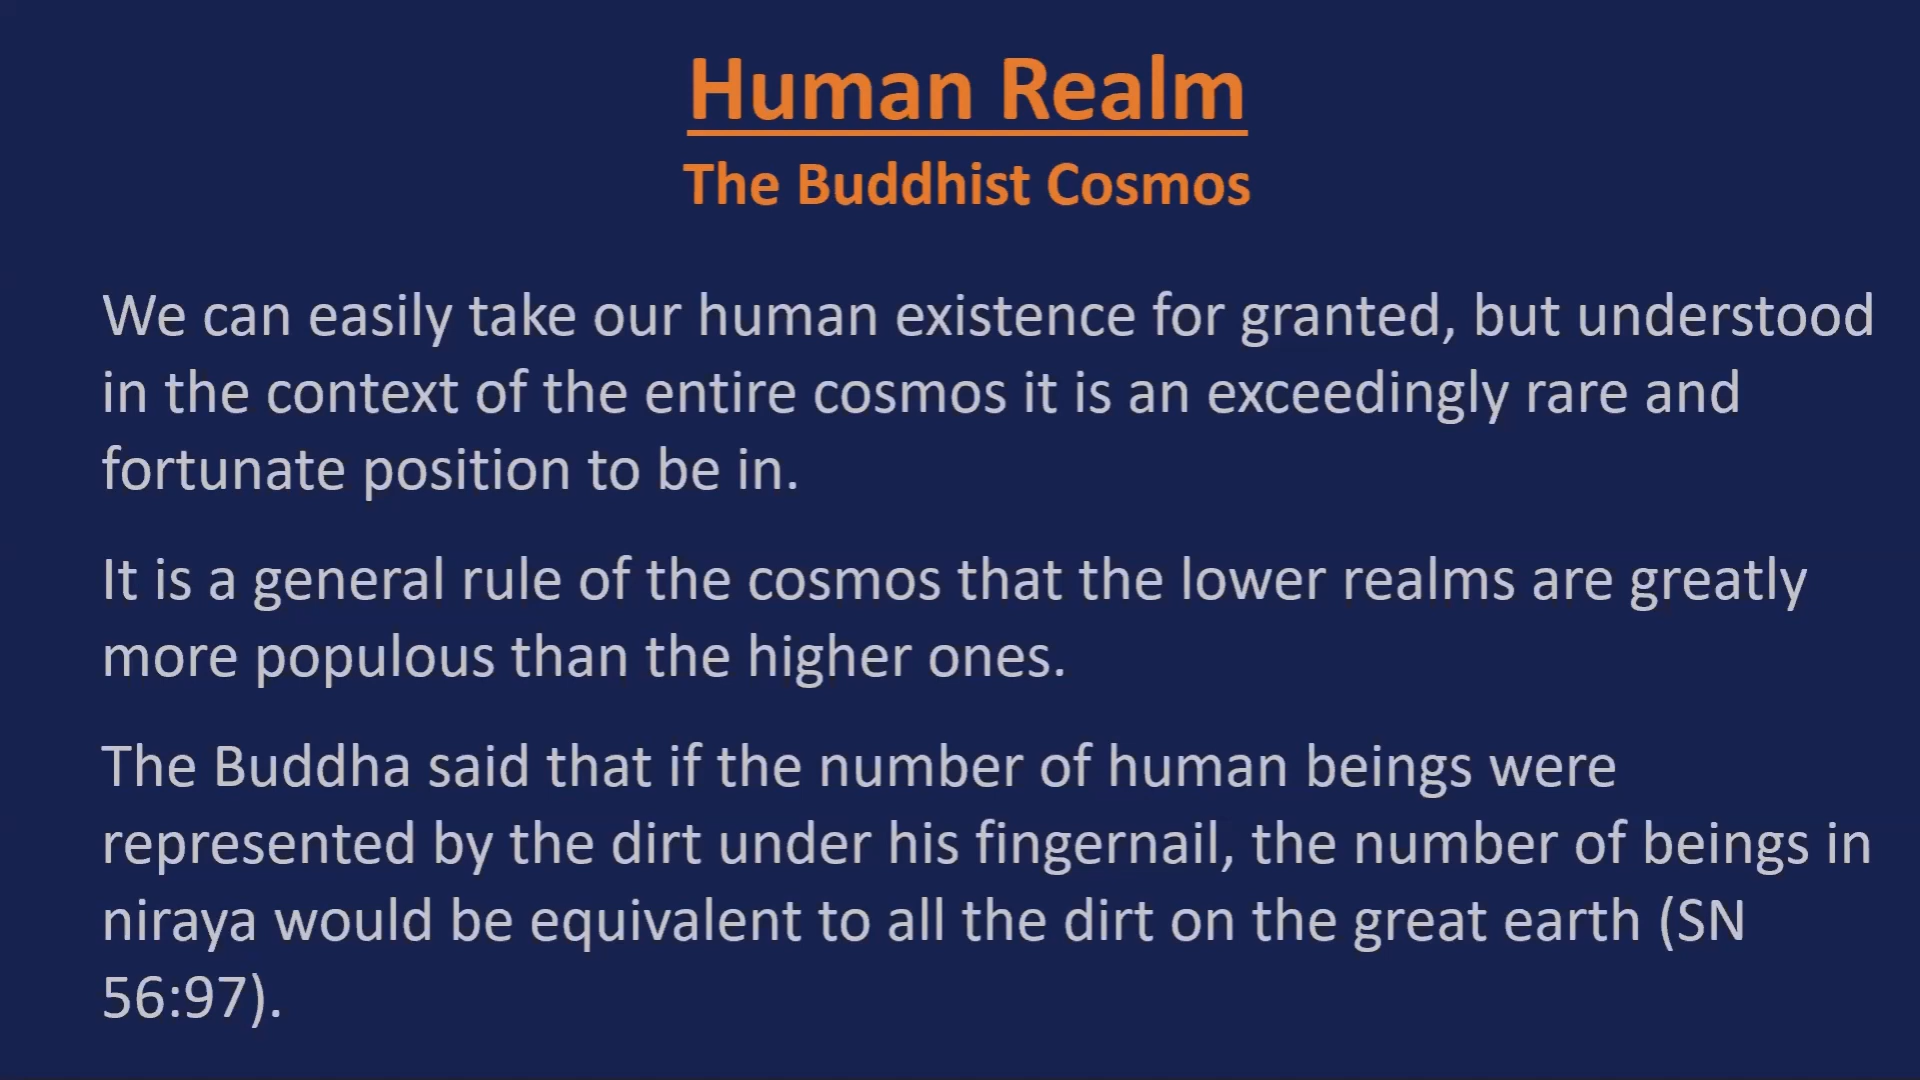 Human Realm
The Buddhist Cosmos
We can easily take our human existence for granted, but understood
in the context of the entire cosmos it is an exceedingly rare and
fortunate position to be in.
It is a general rule of the cosmos that the lower realms are greatly
more populous than the higher ones.
The Buddha said that if the number of human beings were
represented by the dirt under his fingernail, the number of beings in
niraya would be equivalent to all the dirt on the great earth (SN
56:97).